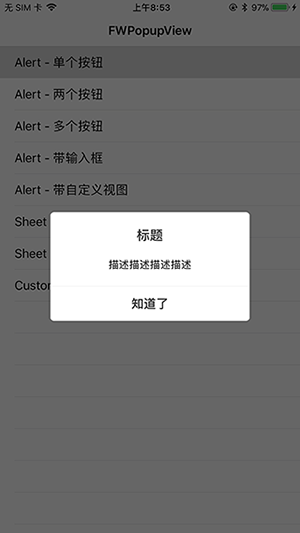 无 SIM 卡 上午8:53 97%
FWPopupView
Alert - 单个按钮
Alert - 两个按钮
Alert - 多个按钮
Alert - 带输入框
Alert - 带自定义视图
Sheet
Sheet
Custo
标题
描述描述描述描述
知道了